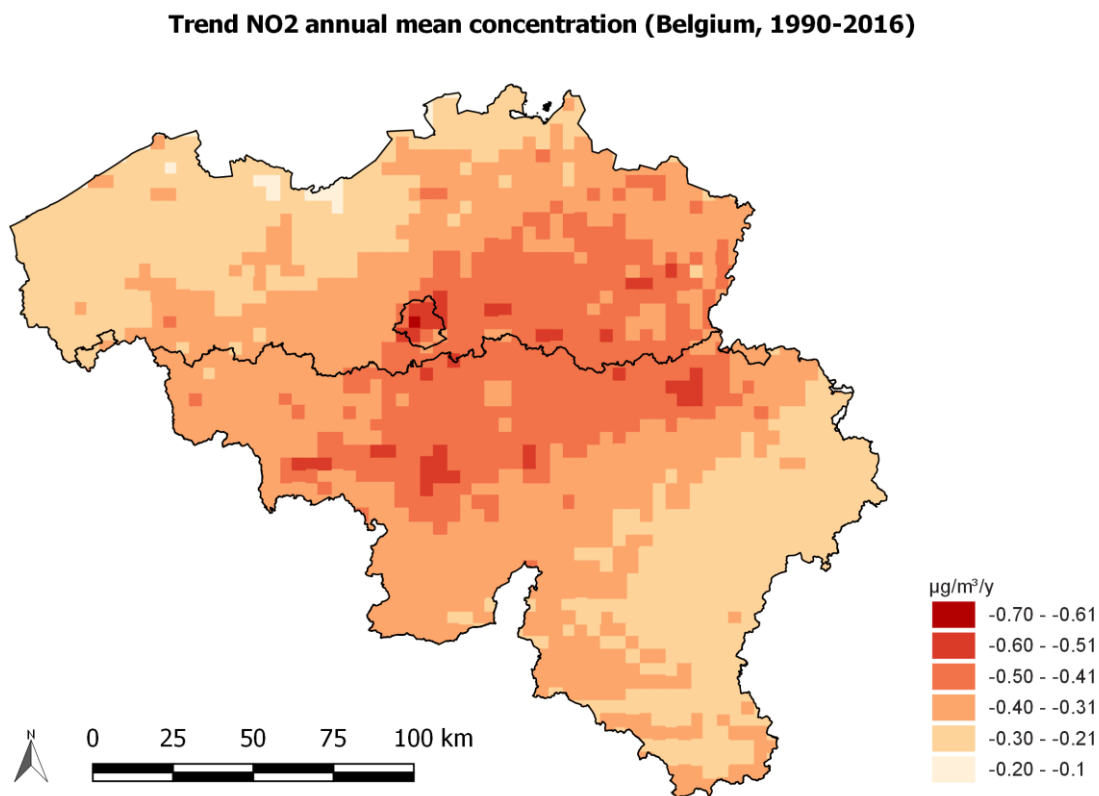 Trend NO2 annual mean concentration (Belgium, 1990-2016)
µg/m³/y
-0.70 - -0.61
-0.60 - -0.51
-0.50 - -0.41
-0.40 - -0.31
-0.30 - -0.21
-0.20 - -0.1
N
0 25 50 75 100 km